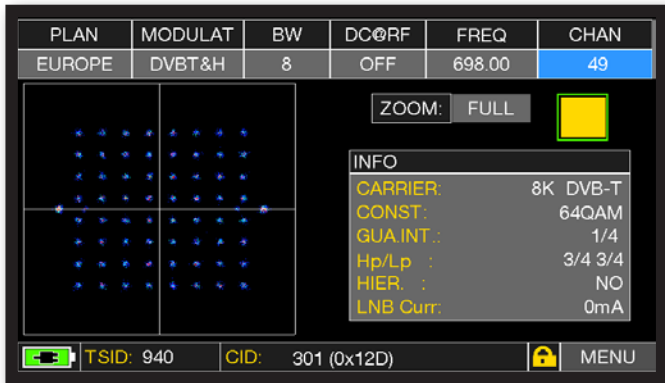 PLAN MODULAT BW DC@RF FREQ CHAN
EUROPE DVBT&H 8 OFF 698.00 49
ZOOM: FULL
INFO
CARRIER: 8K DVB-T
CONST: 64QAM
GUA.INT.: 1/4
Hp/Lp : 3/4 3/4
HIER. : NO
LNB Curr: 0mA
TSID: 940 CID: 301 (0x12D) MENU